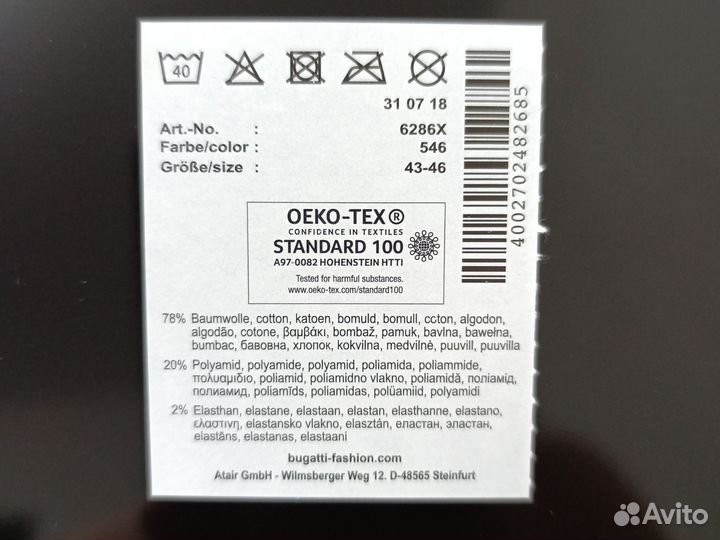 40
31 07 18
Art.-No. : 6286X
Farbe/color : 546
Größe/size : 43-46
4002702482685
OEKO-TEX®
CONFIDENCE IN TEXTILES
STANDARD 100
A97-0082 HOHENSTEIN HTTI
Tested for harmful substances.
www.oeko-tex.com/standard100
78% Baumwolle, cotton, katoen, bomuld, bomull, ccton, algodon,
algodão, cotone, βαμβάκι, bombaž, pamuk, bavlna, bawełna,
bumbac, бавовна, хлопок, kokvilna, medvilnė, puuvill, puuvilla
20% Polyamid, polyamide, polyamid, poliamida, poliammide,
πολυαμιδιο, poliamid, poliamidno vlakno, poliamidă, поліамід,
полиамид, poliamīds, poliamidas, polüamiid, polyamidi
2% Elasthan, elastane, elastaan, elastan, elasthanne, elastano,
ελαστινη, elastansko vlakno, elasztán, еластан, эластан,
elastāns, elastanas, elastaani
bugatti-fashion.com
Atair GmbH - Wilmsberger Weg 12. D-48565 Steinfurt
Avito